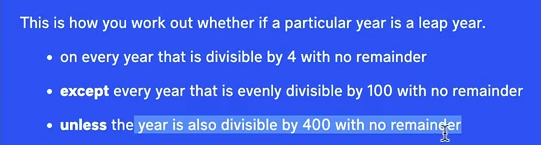 This is how you work out whether if a particular year is a leap year.
• on every year that is divisible by 4 with no remainder
• except every year that is evenly divisible by 100 with no remainder
• unless the year is also divisible by 400 with no remainder